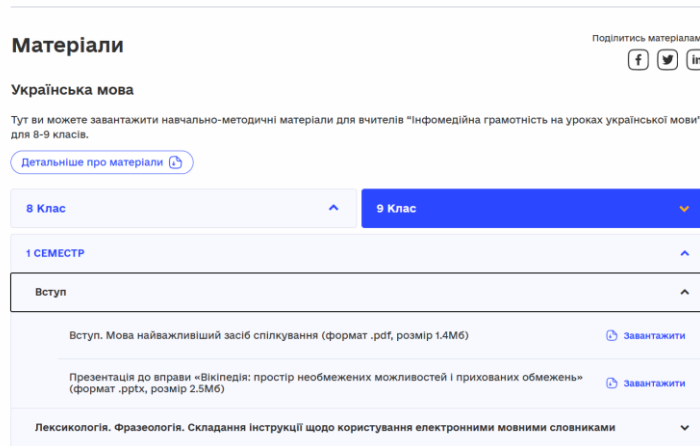 Матеріали
Поділитись матеріалам
Українська мова
Тут ви можете завантажити навчально-методичні матеріали для вчителів "Інфомедійна грамотність на уроках української мови"
для 8-9 класів.
Детальніше про матеріали
8 Клас
9 Клас
1 СЕМЕСТР
Вступ
Вступ. Мова найважливіший засіб спілкування (формат .pdf, розмір 1.4Мб)
Завантажити
Презентація до вправи «Вікіпедія: простір необмежених можливостей і прихованих обмежень»
(формат .pptx, розмір 2.5Мб)
Завантажити
Лексикологія. Фразеологія. Складання інструкції щодо користування електронними мовними словниками